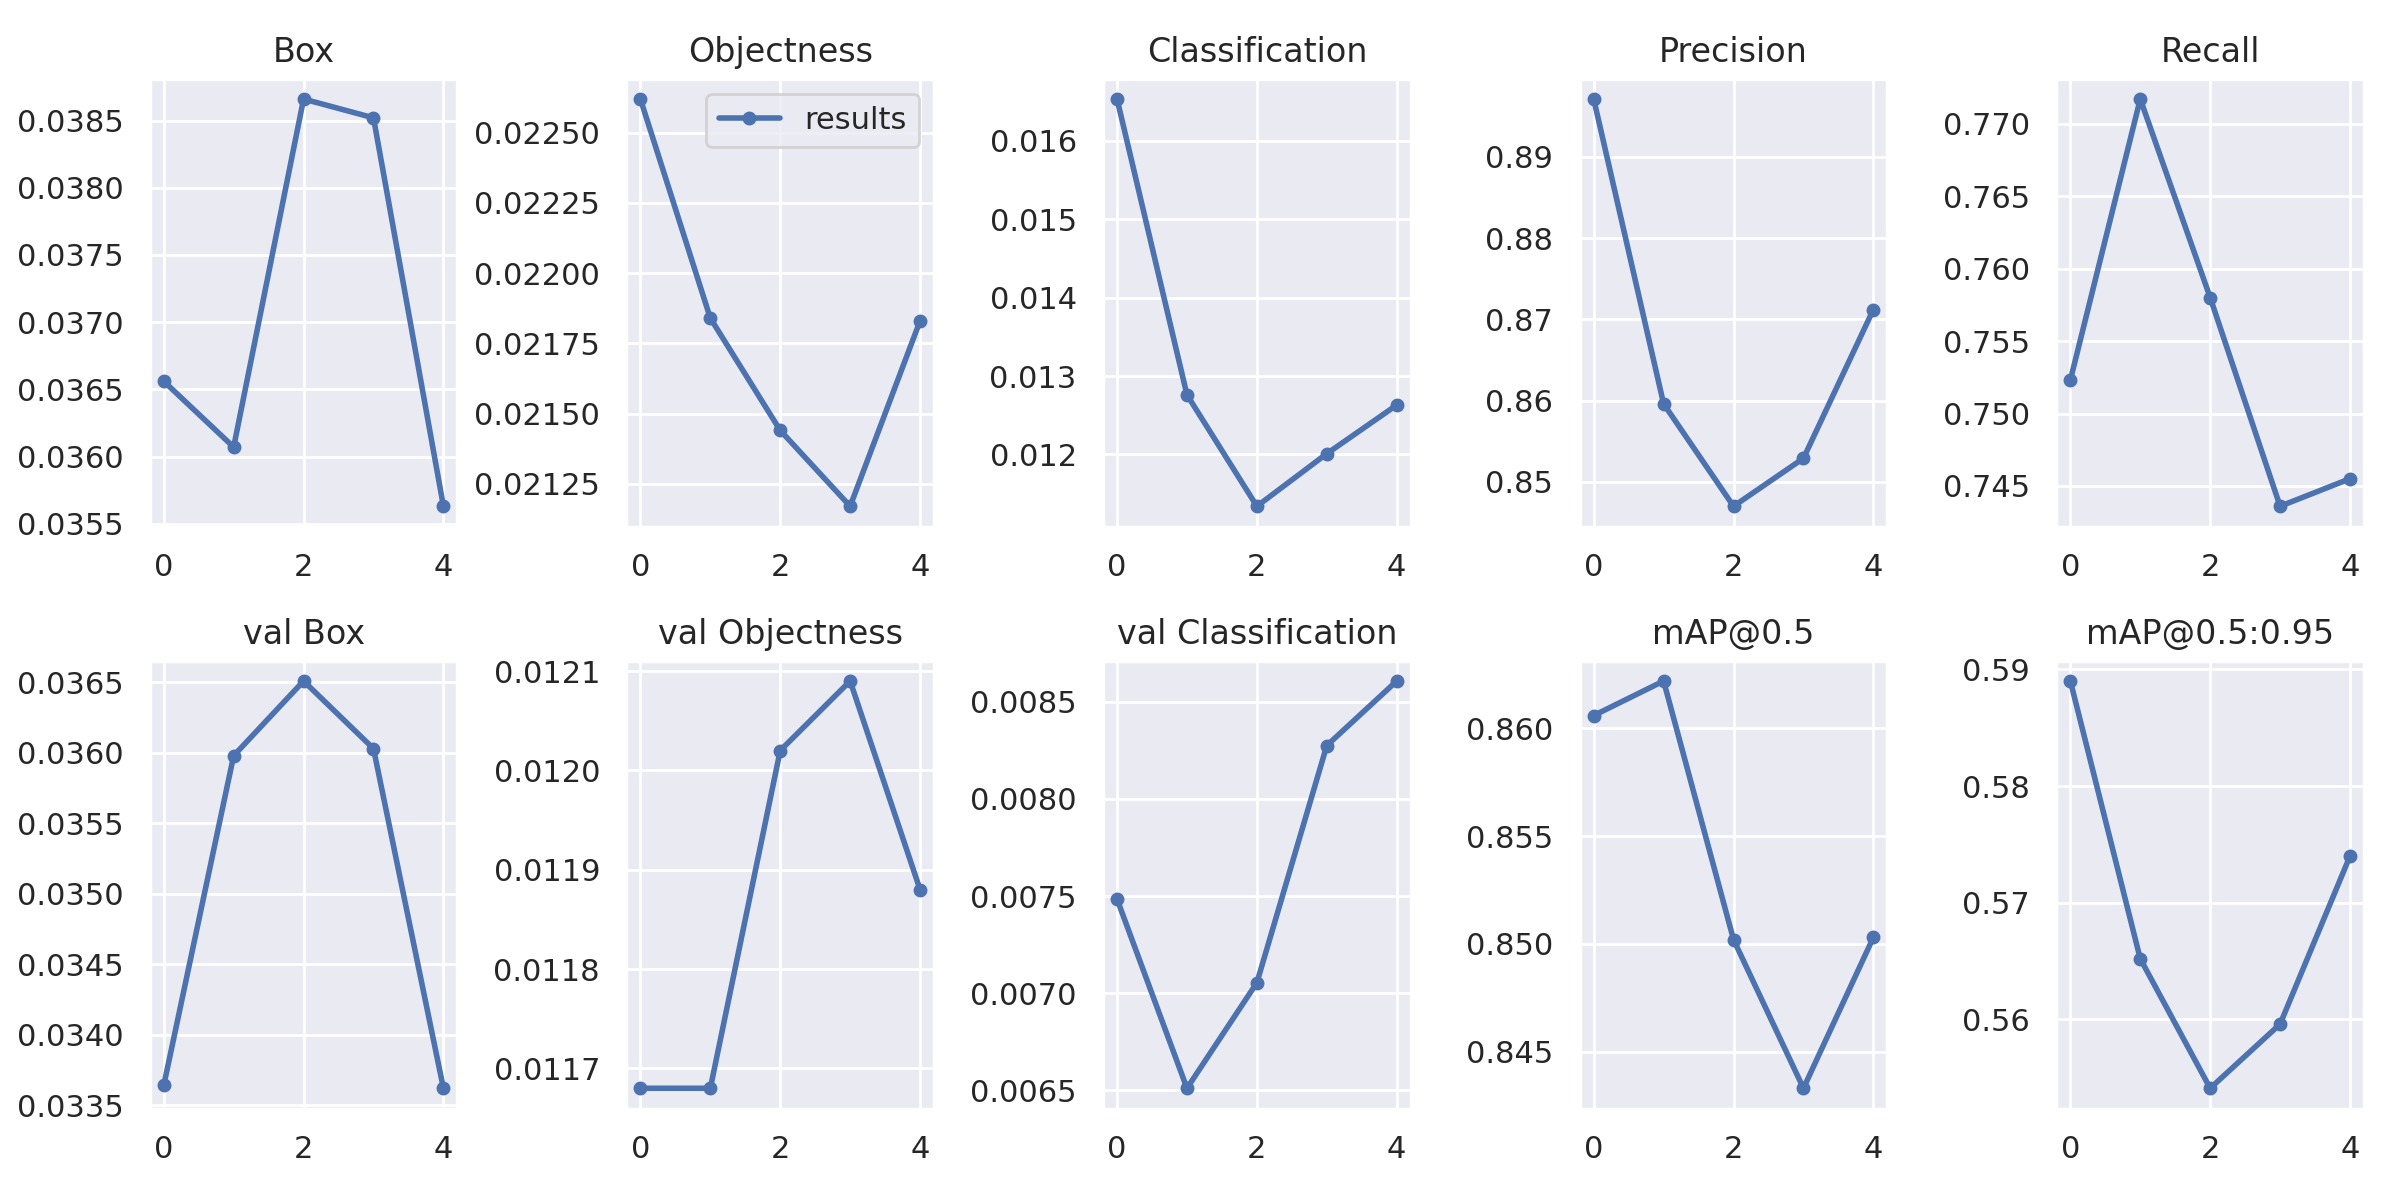 Box
0.0385
0.0380
0.0375
0.0370
0.0365
0.0360
0.0355
0 2 4
Objectness
results
0.02250
0.02225
0.02200
0.02175
0.02150
0.02125
0 2 4
Classification
0.016
0.015
0.014
0.013
0.012
0 2 4
Precision
0.89
0.88
0.87
0.86
0.85
0 2 4
Recall
0.770
0.765
0.760
0.755
0.750
0.745
0 2 4
val Box
0.0365
0.0360
0.0355
0.0350
0.0345
0.0340
0.0335
0 2 4
val Objectness
0.0121
0.0120
0.0119
0.0118
0.0117
0 2 4
val Classification
0.0085
0.0080
0.0075
0.0070
0.0065
0 2 4
mAP@0.5
0.860
0.855
0.850
0.845
0 2 4
mAP@0.5:0.95
0.59
0.58
0.57
0.56
0 2 4